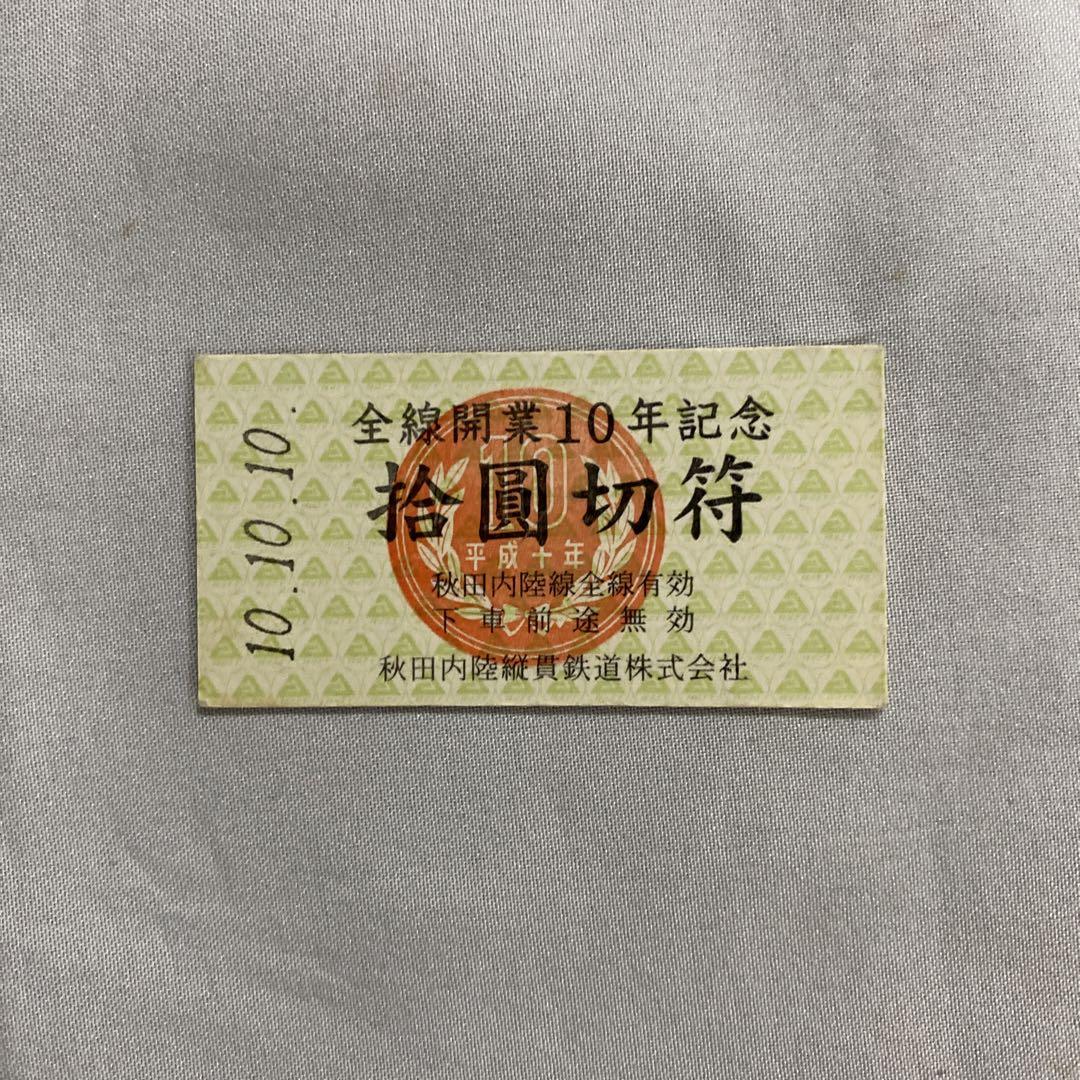 全線開業10年記念
拾圓切符
10
平成十年
秋田内陸線全線有効
下車前途無効
秋田内陸縦貫鉄道株式会社
10.10.10.